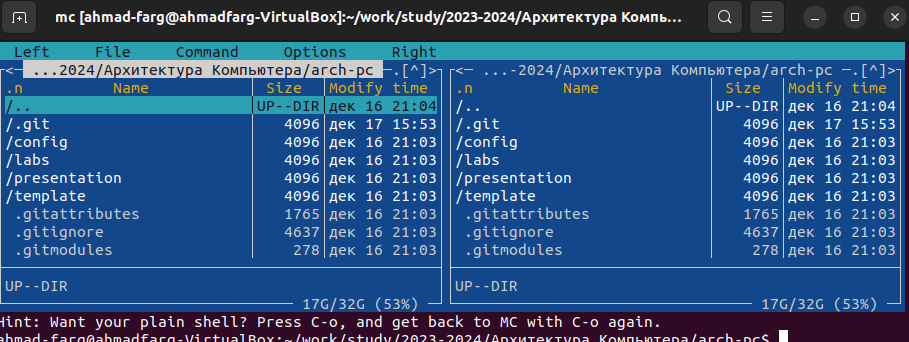 mc [ahmad-farg@ahmadfarg-VirtualBox]:~/work/study/2023-2024/Архитектура Компь...
Left File Command Options Right
<─ ...2024/Архитектура Компьютера/arch-pc ─.[^]> <─ ...-2024/Архитектура Компьютера/arch-pc ─.[^]>
.n Name Size Modify time .n Name Size Modify time
/.. UP--DIR дек 16 21:04 /.. UP--DIR дек 16 21:04
/.git 4096 дек 17 15:53 /.git 4096 дек 17 15:53
/config 4096 дек 16 21:03 /config 4096 дек 16 21:03
/labs 4096 дек 16 21:03 /labs 4096 дек 16 21:03
/presentation 4096 дек 16 21:03 /presentation 4096 дек 16 21:03
/template 4096 дек 16 21:03 /template 4096 дек 16 21:03
.gitattributes 1765 дек 16 21:03 .gitattributes 1765 дек 16 21:03
.gitignore 4637 дек 16 21:03 .gitignore 4637 дек 16 21:03
.gitmodules 278 дек 16 21:03 .gitmodules 278 дек 16 21:03
UP--DIR UP--DIR
17G/32G (53%) 17G/32G (53%)
Hint: Want your plain shell? Press C-o, and get back to MC with C-o again.
ahmad-farg@ahmadfarg-VirtualBox:~/work/study/2023-2024/Архитектура Компьютера/arch-pc$